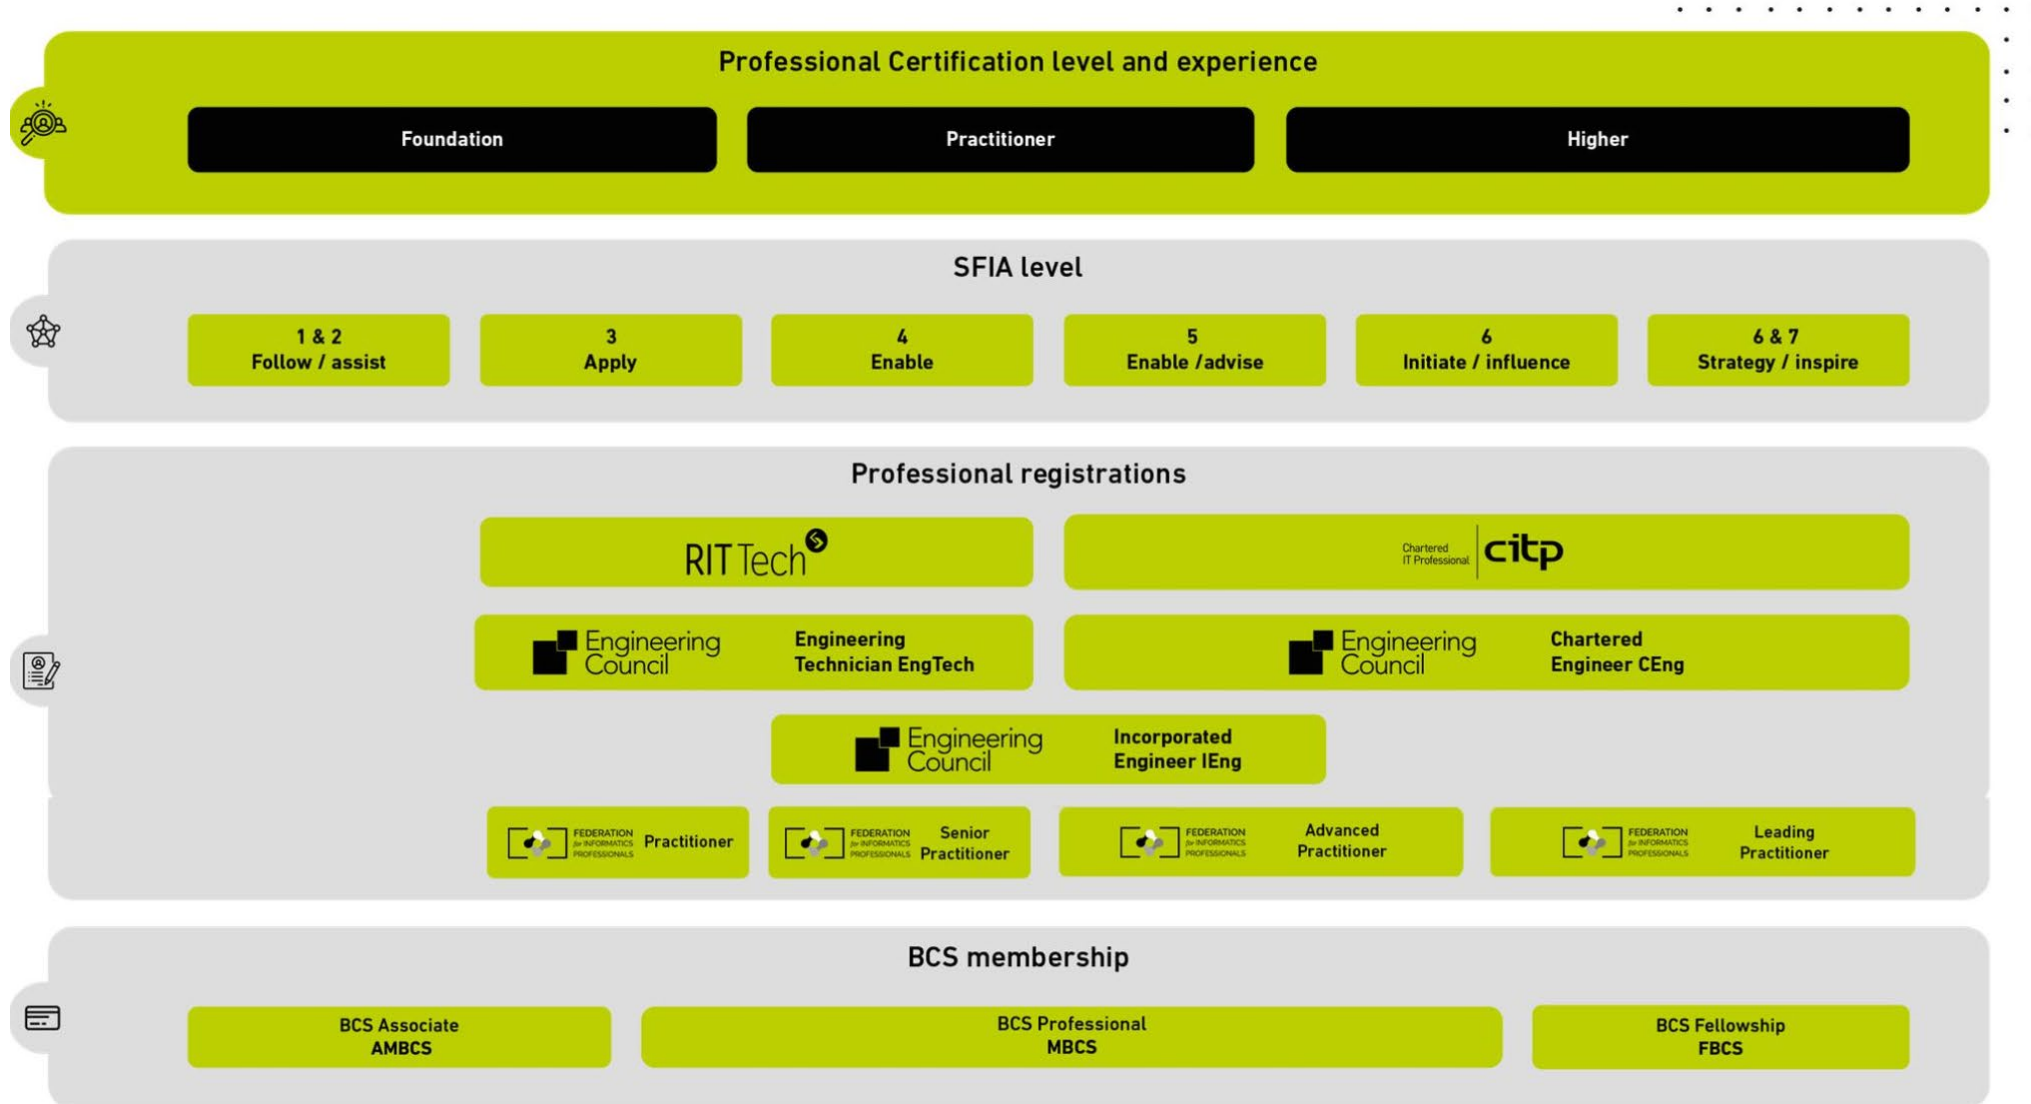 Professional Certification level and experience
Foundation
Practitioner
Higher
SFIA level
1 & 2
Follow / assist
3
Apply
4
Enable
5
Enable /advise
6
Initiate / influence
6 & 7
Strategy / inspire
Professional registrations
RIT Tech
Chartered
IT Professional
citp
Engineering
Council
Engineering
Technician EngTech
Engineering
Council
Chartered
Engineer CEng
Engineering
Council
Incorporated
Engineer IEng
FEDERATION
for INFORMATICS
PROFESSIONALS
Practitioner
FEDERATION
for INFORMATICS
PROFESSIONALS
Senior
Practitioner
FEDERATION
for INFORMATICS
PROFESSIONALS
Advanced
Practitioner
FEDERATION
for INFORMATICS
PROFESSIONALS
Leading
Practitioner
BCS membership
BCS Associate
AMBCS
BCS Professional
MBCS
BCS Fellowship
FBCS